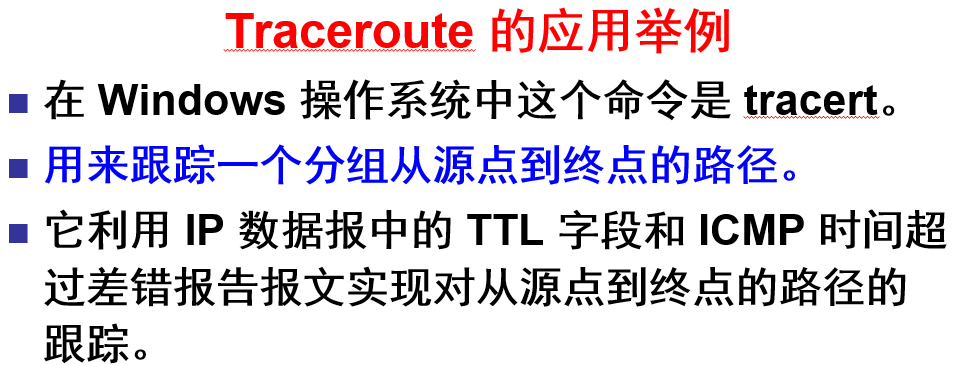 Traceroute 的应用举例
在 Windows 操作系统中这个命令是 tracert。
用来跟踪一个分组从源点到终点的路径。
它利用 IP 数据报中的 TTL 字段和 ICMP 时间超
过差错报告报文实现对从源点到终点的路径的
跟踪。